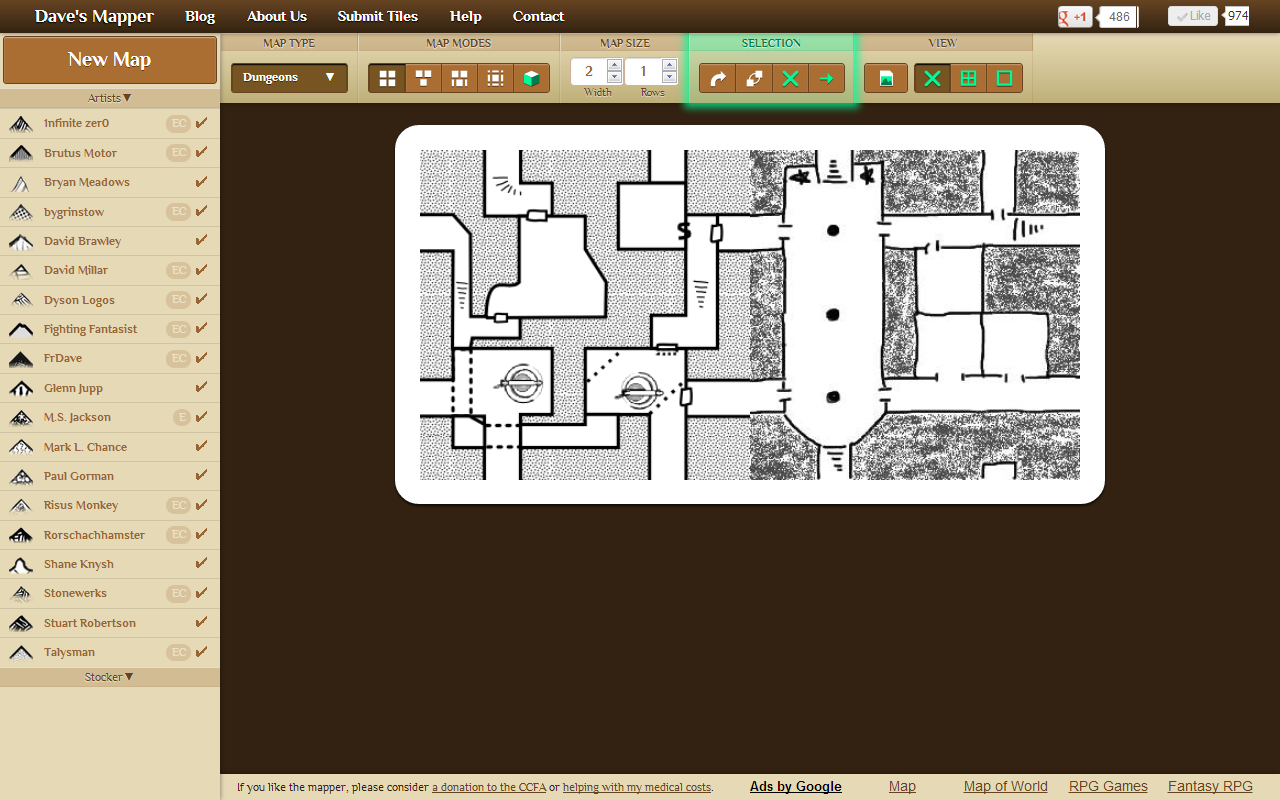 Dave's Mapper Blog About Us Submit Tiles Help Contact +1 486 Like 974
New Map
MAP TYPE MAP MODES MAP SIZE SELECTION VIEW
Dungeons ▼ 2 1
Width Rows
Artists ▼
1nfinite zer0 EC
Brutus Motor EC
Bryan Meadows
bygrinstow EC
David Brawley
David Millar EC
Dyson Logos EC
Fighting Fantasist EC
FrDave EC
Glenn Jupp
M.S. Jackson E
Mark L. Chance
Paul Gorman
Risus Monkey EC
Rorschachhamster EC
Shane Knysh
Stonewerks EC
Stuart Robertson
Talysman EC
Stocker ▼
S
If you like the mapper, please consider a donation to the CCFA or helping with my medical costs. Ads by Google Map Map of World RPG Games Fantasy RPG